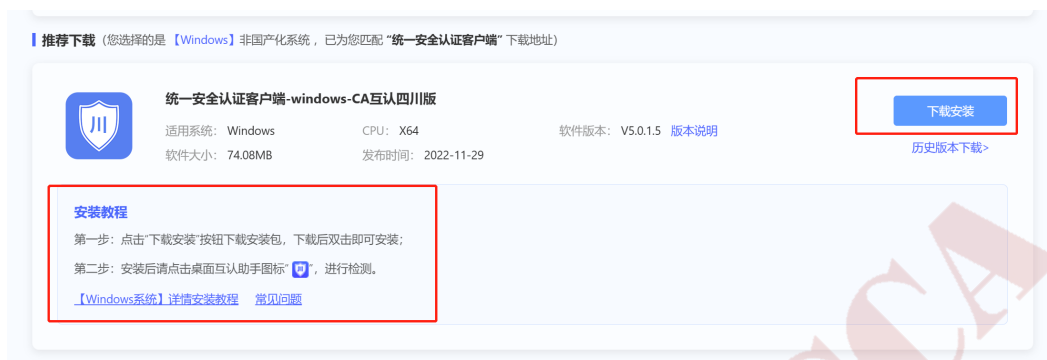 推荐下载(您选择的是【Windows】非国产化系统,已为您匹配“统一安全认证客户端”下载地址)
统一安全认证客户端-windows-CA互认四川版
川
适用系统: Windows CPU: X64 软件版本: V5.0.1.5 版本说明
下载安装
软件大小: 74.08MB 发布时间: 2022-11-29
历史版本下载>
安装教程
第一步:点击“下载安装”按钮下载安装包,下载后双击即可安装;
第二步:安装后请点击桌面互认助手图标“川”,进行检测。
【Windows系统】详情安装教程 常见问题
CA